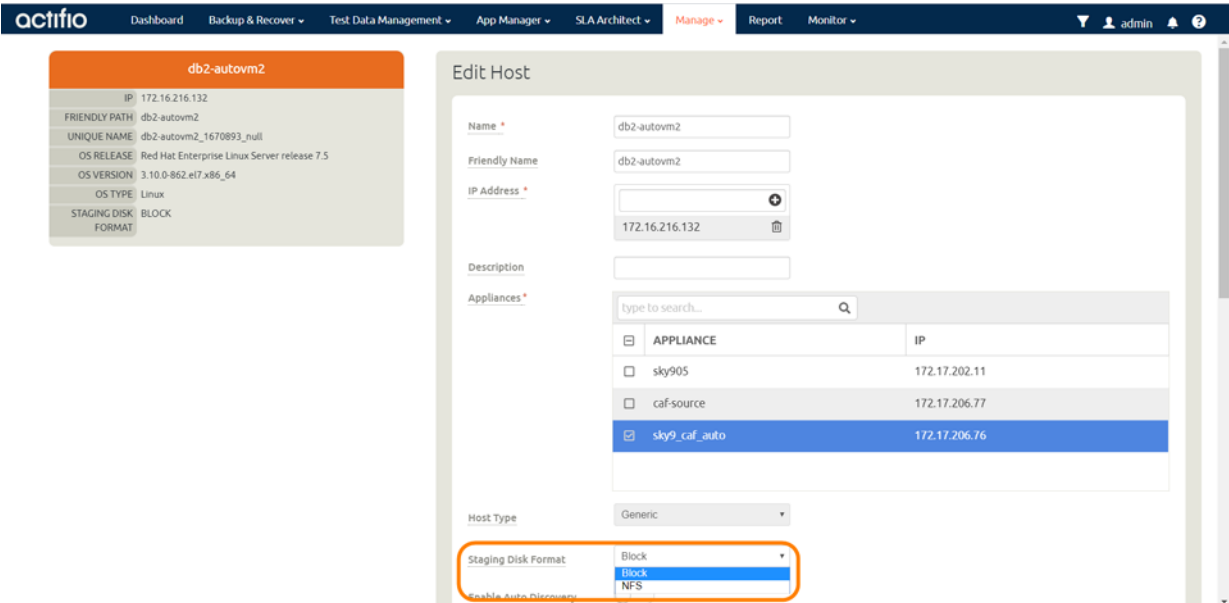 actifio Dashboard Backup & Recover Test Data Management App Manager SLA Architect Manage Report Monitor admin
db2-autovm2
IP 172.16.216.132
FRIENDLY PATH db2-autovm2
UNIQUE NAME db2-autovm2_1670893_null
OS RELEASE Red Hat Enterprise Linux Server release 7.5
OS VERSION 3.10.0-862.el7.x86_64
OS TYPE Linux
STAGING DISK BLOCK
FORMAT
Edit Host
Name * db2-autovm2
Friendly Name db2-autovm2
IP Address *
172.16.216.132
Description
Appliances *
type to search...
APPLIANCE IP
sky905 172.17.202.11
caf-source 172.17.206.77
sky9_caf_auto 172.17.206.76
Host Type Generic
Staging Disk Format Block
Block
NFS
Enable Auto Discovery